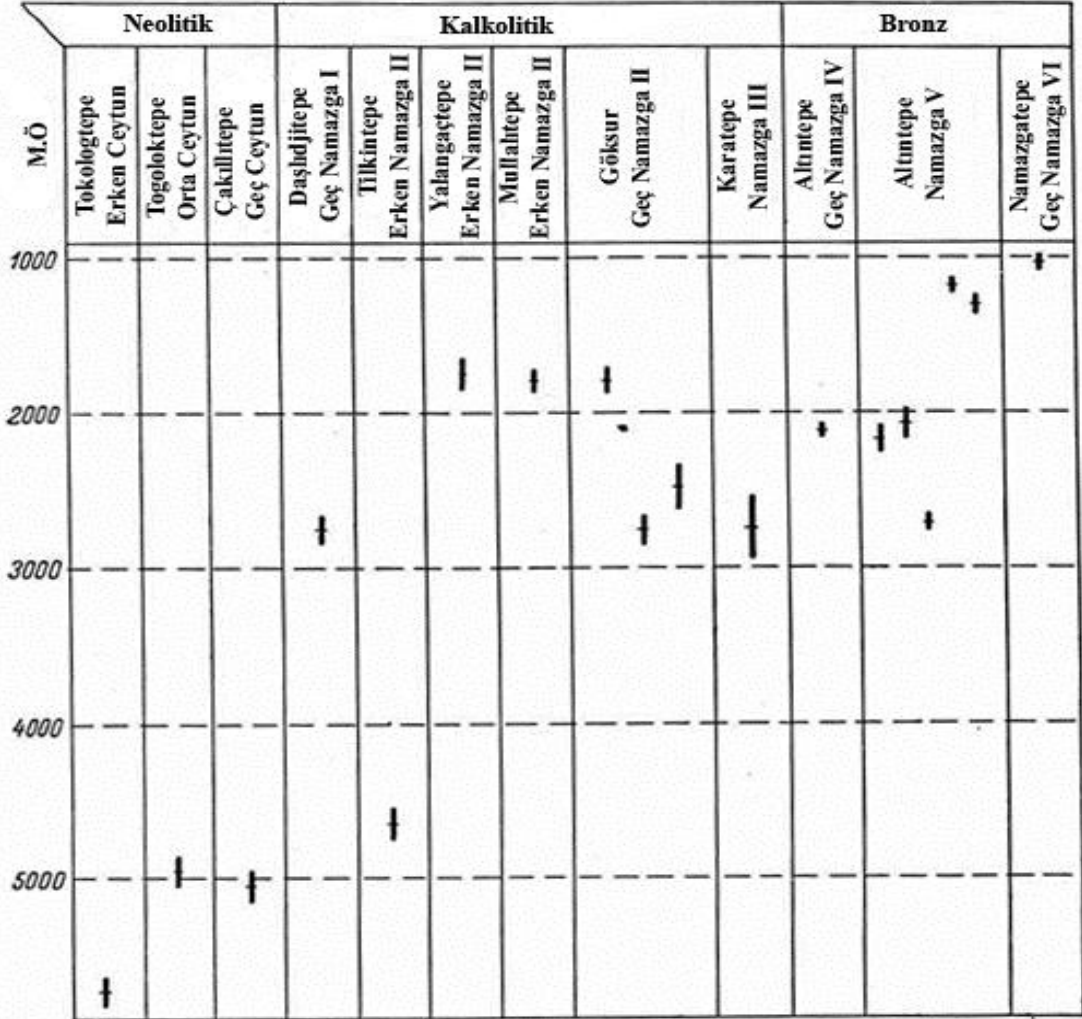 Neolitik
Kalkolitik
Bronz
M.Ö
Tokologtepe
Erken Ceytun
Togoloktepe
Orta Ceytun
Çakıllıtepe
Geç Ceytun
Daşlıdjitepe
Geç Namazga I
Tilkintepe
Erken Namazga II
Yalangaçtepe
Erken Namazga II
Mullahtepe
Erken Namazga II
Göksur
Geç Namazga II
Karatepe
Namazga III
Altıntepe
Geç Namazga IV
Altıntepe
Namazga V
Namazgatepe
Geç Namazga VI
1000
2000
3000
4000
5000